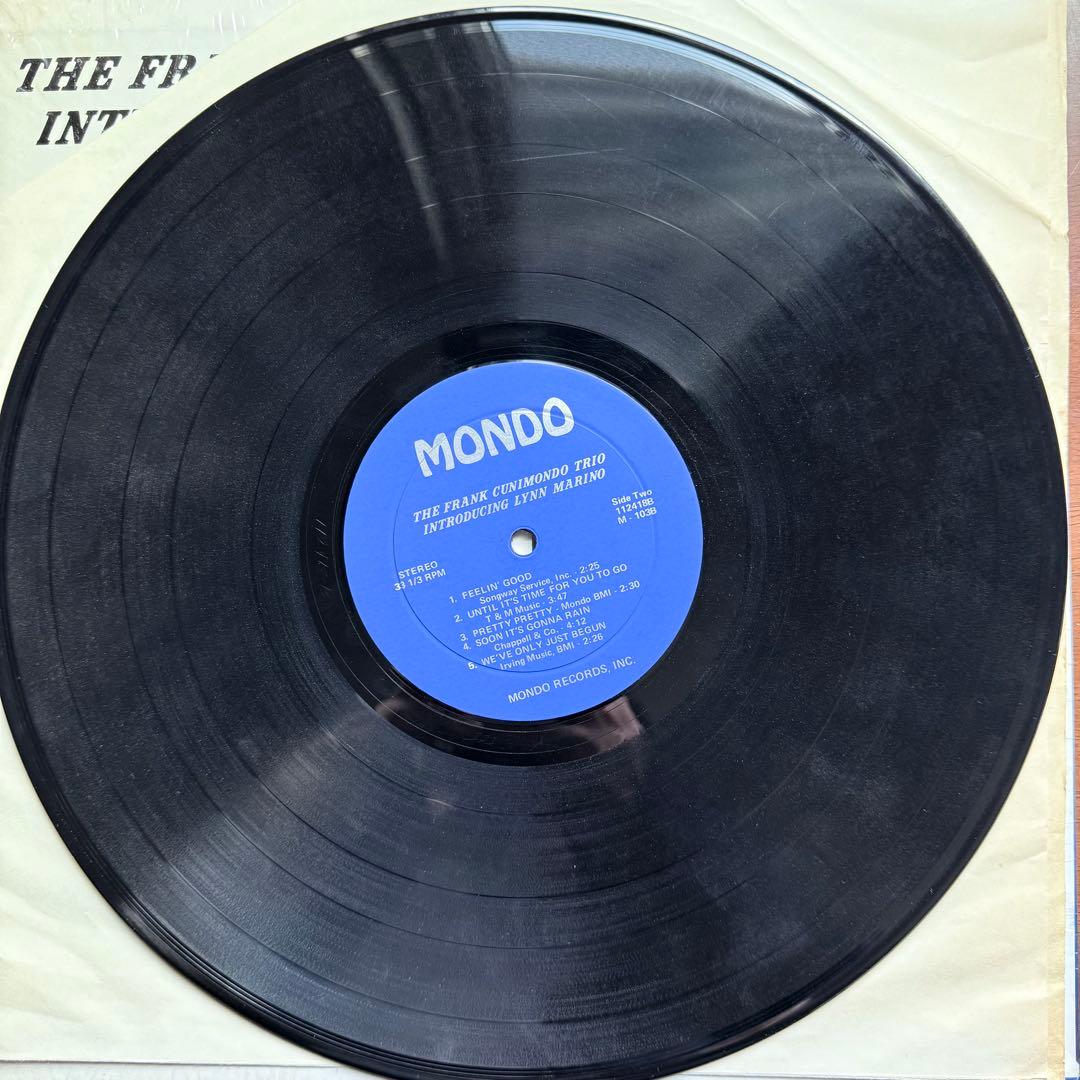 THE FR
INT
MONDO
THE FRANK CUNIMONDO TRIO
INTRODUCING LYNN MARINO
Side Two
112418B
M - 103B
STEREO
33 1/3 RPM
1. FEELIN' GOOD
Songway Service, Inc. - 2:25
2. UNTIL IT'S TIME FOR YOU TO GO
T & M Music - 3:47
3. PRETTY PRETTY - Mondo BMI - 2:30
4. SOON IT'S GONNA RAIN
Chappell & Co. - 4:12
5. WE'VE ONLY JUST BEGUN
Irving Music, BMI - 2:26
MONDO RECORDS, INC.